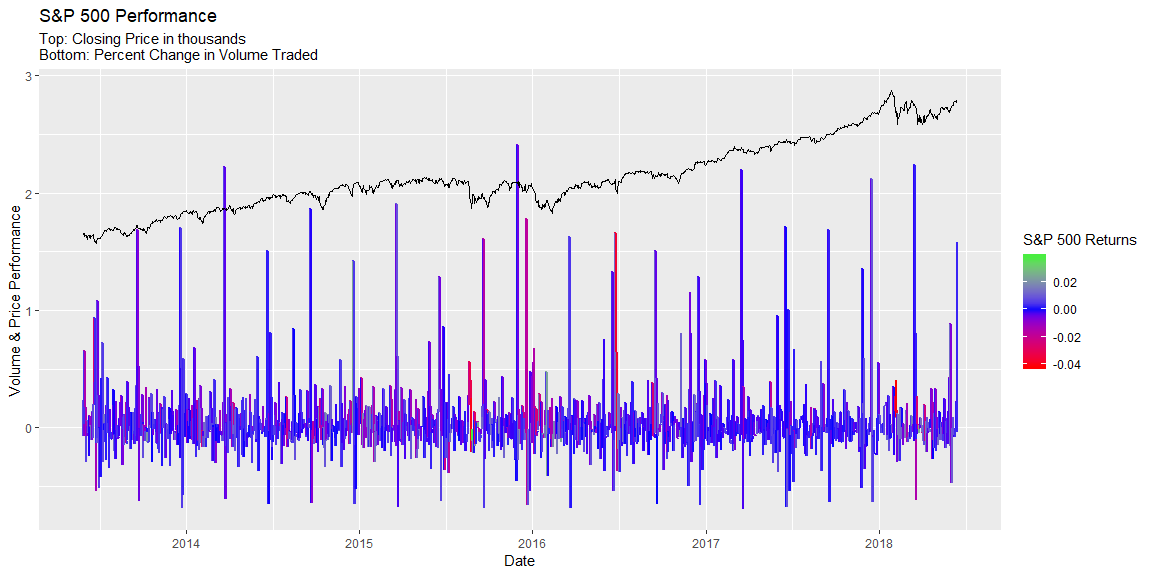 S&P 500 Performance
Top: Closing Price in thousands
Bottom: Percent Change in Volume Traded
Volume & Price Performance
3
2
1
0
2014
2015
2016
2017
2018
Date
S&P 500 Returns
0.02
0.00
-0.02
-0.04